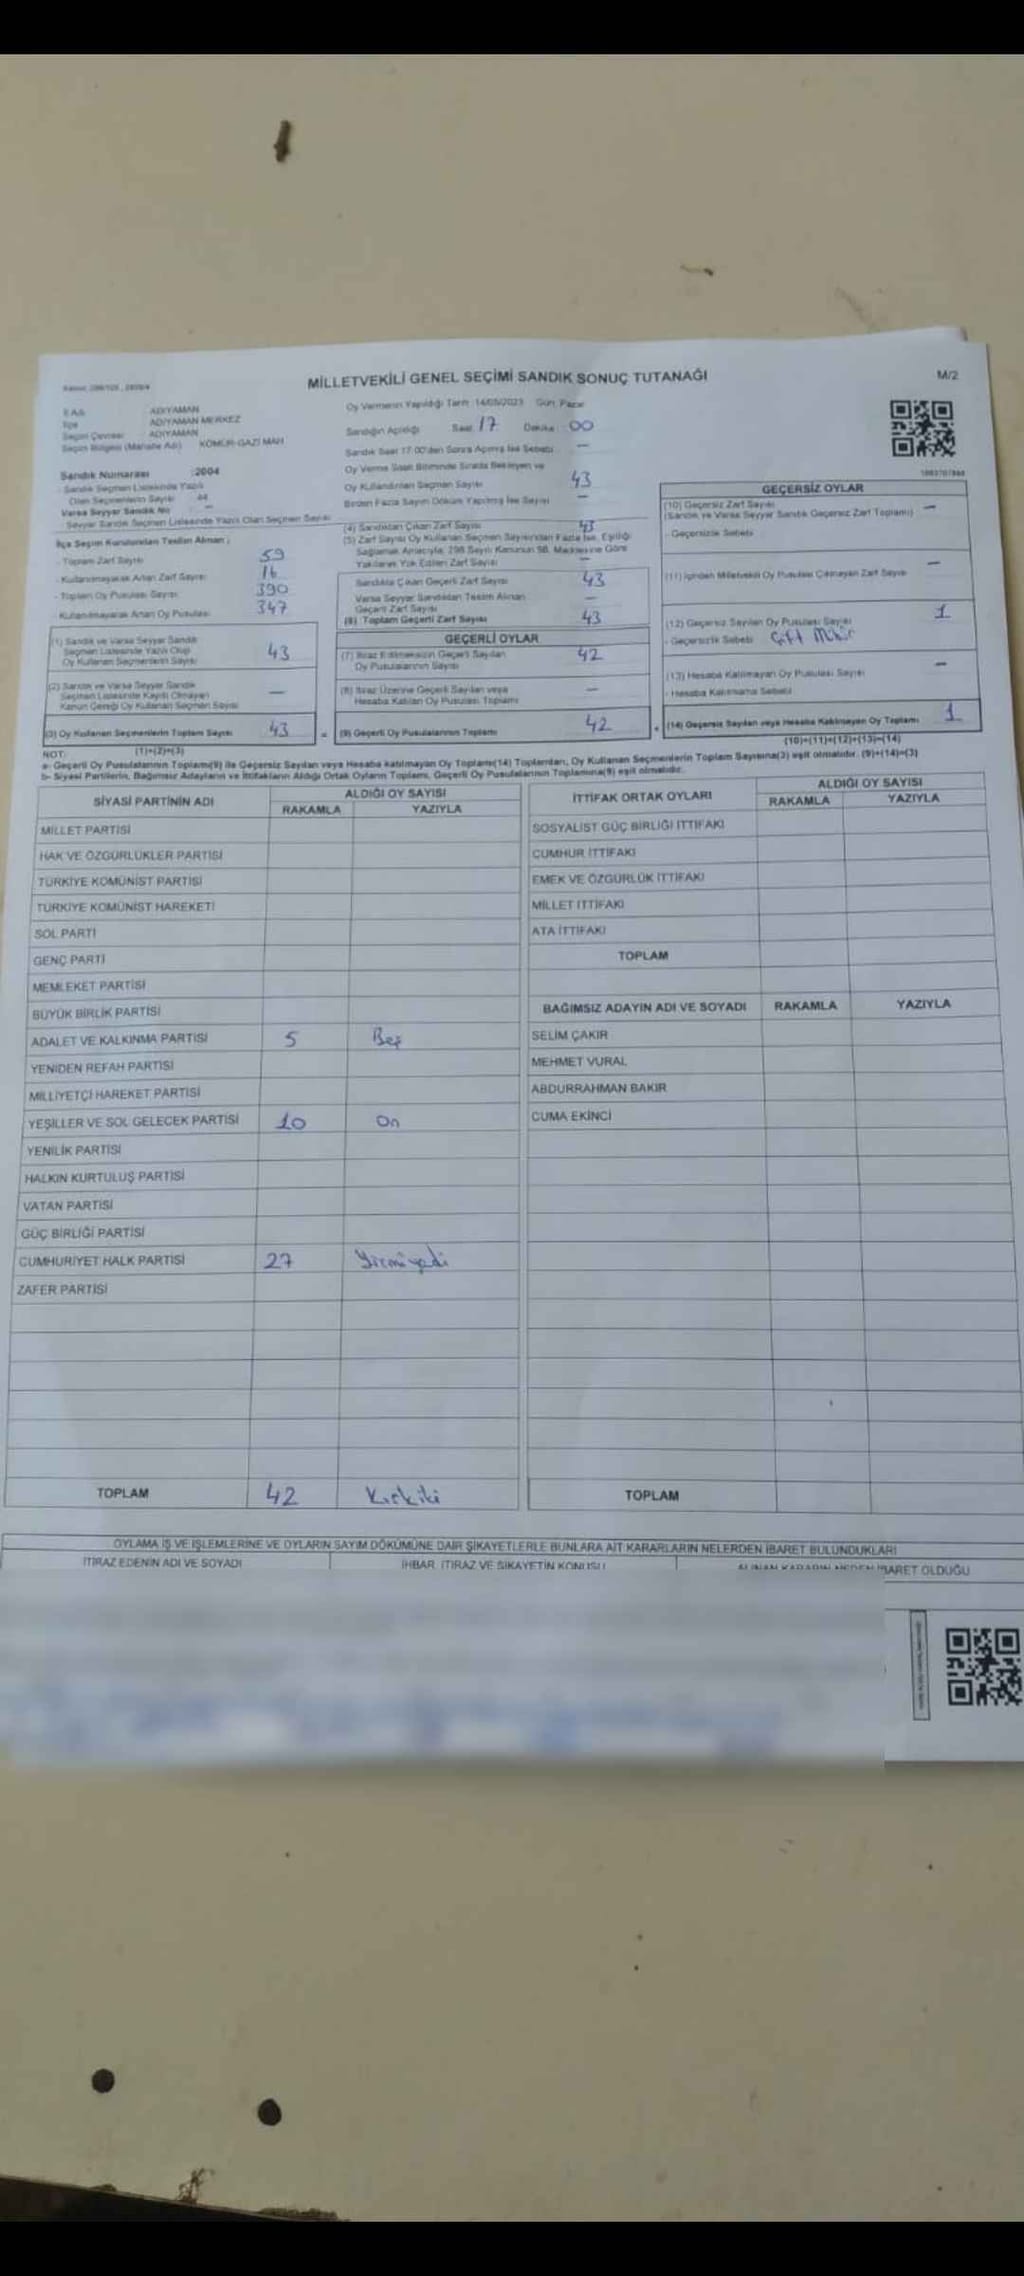 MİLLETVEKİLİ GENEL SEÇİMİ SANDIK SONUÇ TUTANAĞI
M/2
İl Adı ADIYAMAN
İlçe ADIYAMAN MERKEZ
Seçim Çevresi ADIYAMAN
Seçim Bölgesi (Mahalle Adı) KÖMÜR-GAZİ MAH
Sandık Numarası :2004
Sandık Seçmen Listesinde Yazılı
Olan Seçmenlerin Sayısı 44
Varsa Seyyar Sandık No –
Seyyar Sandık Seçmen Listesinde Yazılı Olan Seçmen Sayısı
İlçe Seçim Kurulundan Teslim Alınan :
- Toplam Zarf Sayısı 59
- Kullanılmayarak Artan Zarf Sayısı 16
- Toplam Oy Pusulası Sayısı 390
- Kullanılmayarak Artan Oy Pusulası 347
(1) Sandık ve Varsa Seyyar Sandık
Seçmen Listesinde Yazılı Olup
Oy Kullanan Seçmenlerin Sayısı 43
(2) Sandık ve Varsa Seyyar Sandık
Seçmen Listesinde Kayıtlı Olmayan
Kanun Gereği Oy Kullanan Seçmen Sayısı –
(3) Oy Kullanan Seçmenlerin Toplam Sayısı 43
(1)+(2)=(3)
Oy Vermenin Yapıldığı Tarih :14/05/2023 Gün: Pazar
Sandığın Açıldığı Saat: 17 Dakika : 00
Sandık Saat 17:00'den Sonra Açılmış İse Sebebi –
Oy Verme Saati Bitiminde Sırada Bekleyen ve
Oy Kullandırılan Seçmen Sayısı 43
Birden Fazla Sayım Döküm Yapılmış İse Sayısı –
(4) Sandıktan Çıkan Zarf Sayısı 43
(5) Zarf Sayısı Oy Kullanan Seçmen Sayısından Fazla İse, Eşitliği
Sağlamak Amacıyla; 298 Sayılı Kanunun 98. Maddesine Göre
Yakılarak Yok Edilen Zarf Sayısı –
Sandıkta Çıkan Geçerli Zarf Sayısı 43
Varsa Seyyar Sandıktan Teslim Alınan
Geçerli Zarf Sayısı –
(6) Toplam Geçerli Zarf Sayısı 43
GEÇERLİ OYLAR
(7) İtiraz Edilmeksizin Geçerli Sayılan
Oy Pusulalarının Sayısı 42
(8) İtiraz Üzerine Geçerli Sayılan veya
Hesaba Katılan Oy Pusulası Toplamı –
(9) Geçerli Oy Pusulalarının Toplamı 42
GEÇERSİZ OYLAR
(10) Geçersiz Zarf Sayısı
(Sandık ve Varsa Seyyar Sandık Geçersiz Zarf Toplamı) –
- Geçersizlik Sebebi
(11) İçinden Milletvekili Oy Pusulası Çıkmayan Zarf Sayısı –
(12) Geçersiz Sayılan Oy Pusulası Sayısı 1
- Geçersizlik Sebebi Çift Mühür
(13) Hesaba Katılmayan Oy Pusulası Sayısı –
- Hesaba Katılmama Sebebi
(14) Geçersiz Sayılan veya Hesaba Katılmayan Oy Toplamı 1
(10)+(11)+(12)+(13)=(14)
NOT:
a- Geçerli Oy Pusulalarının Toplamı(9) ile Geçersiz Sayılan veya Hesaba katılmayan Oy Toplamı(14) Toplamları, Oy Kullanan Seçmenlerin Toplam Sayısına(3) eşit olmalıdır. (9)+(14)=(3)
b- Siyasi Partilerin, Bağımsız Adayların ve İttifakların Aldığı Ortak Oyların Toplamı, Geçerli Oy Pusulalarının Toplamına(9) eşit olmalıdır.
SİYASİ PARTİNİN ADI ALDIĞI OY SAYISI
RAKAMLA YAZIYLA
MİLLET PARTİSİ
HAK VE ÖZGÜRLÜKLER PARTİSİ
TÜRKİYE KOMÜNİST PARTİSİ
TÜRKİYE KOMÜNİST HAREKETİ
SOL PARTİ
GENÇ PARTİ
MEMLEKET PARTİSİ
BÜYÜK BİRLİK PARTİSİ
ADALET VE KALKINMA PARTİSİ 5 Beş
YENİDEN REFAH PARTİSİ
MİLLİYETÇİ HAREKET PARTİSİ
YEŞİLLER VE SOL GELECEK PARTİSİ 10 On
YENİLİK PARTİSİ
HALKIN KURTULUŞ PARTİSİ
VATAN PARTİSİ
GÜÇ BİRLİĞİ PARTİSİ
CUMHURİYET HALK PARTİSİ 27 Yirmiyedi
ZAFER PARTİSİ
TOPLAM 42 Kırkiki
İTTİFAK ORTAK OYLARI ALDIĞI OY SAYISI
RAKAMLA YAZIYLA
SOSYALİST GÜÇ BİRLİĞİ İTTİFAKI
CUMHUR İTTİFAKI
EMEK VE ÖZGÜRLÜK İTTİFAKI
MİLLET İTTİFAKI
ATA İTTİFAKI
TOPLAM
BAĞIMSIZ ADAYIN ADI VE SOYADI RAKAMLA YAZIYLA
SELİM ÇAKIR
MEHMET VURAL
ABDURRAHMAN BAKIR
CUMA EKİNCİ
TOPLAM
OYLAMA İŞ VE İŞLEMLERİNE VE OYLARIN SAYIM DÖKÜMÜNE DAİR ŞİKAYETLERLE BUNLARA AİT KARARLARIN NELERDEN İBARET BULUNDUKLARI
İTİRAZ EDENİN ADI VE SOYADI İHBAR, İTİRAZ VE ŞİKAYETİN KONUSU ALINAN KARARIN NEDEN İBARET OLDUĞU